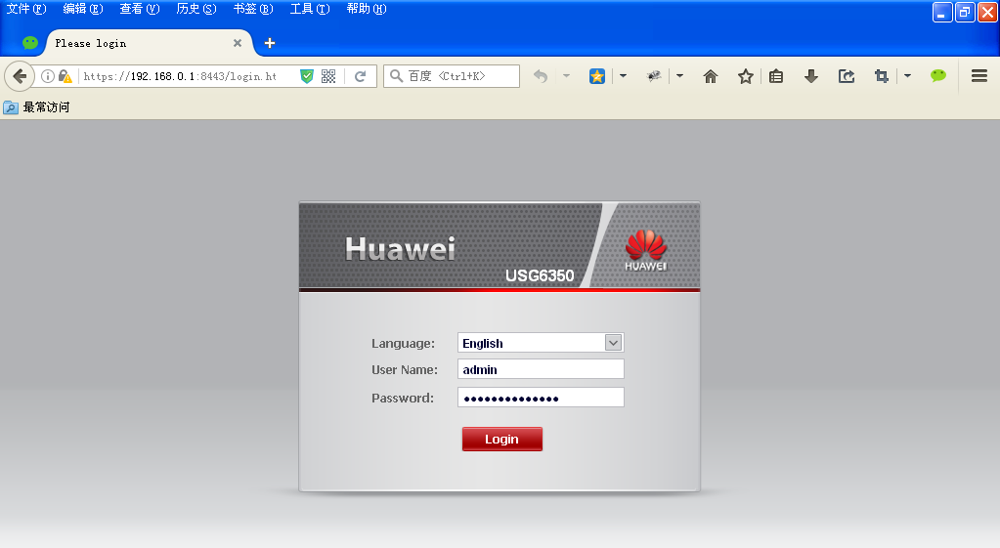 文件(F) 编辑(E) 查看(V) 历史(S) 书签(B) 工具(T) 帮助(H)
Please login
https://192.168.0.1:8443/login.ht
百度 <Ctrl+K>
最常访问
Huawei
HUAWEI
USG6350
Language: English
User Name: admin
Password: ••••••••••••••
Login